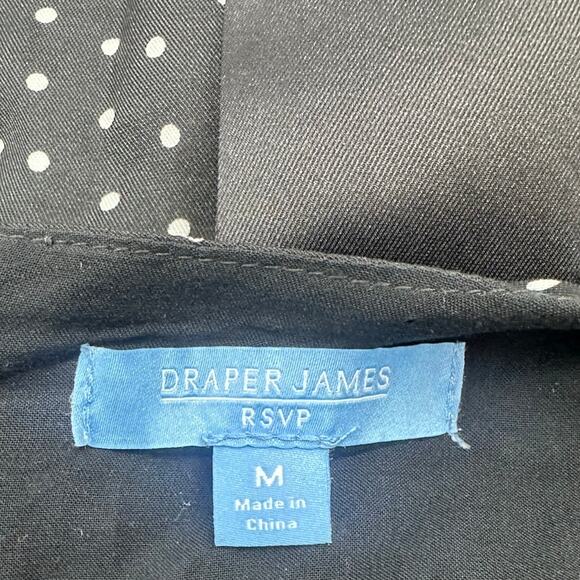 DRAPER JAMES
RSVP
M
Made in
China